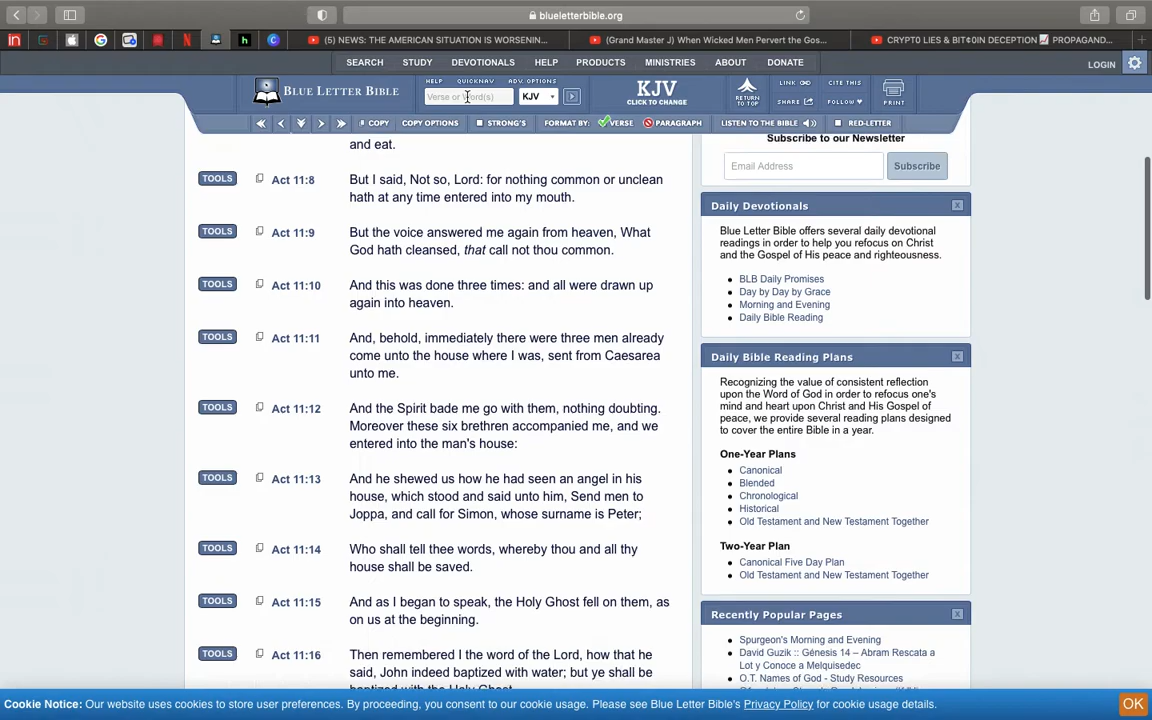 blueletterbible.org
(5) NEWS: THE AMERICAN SITUATION IS WORSENIN...
(Grand Master J) When Wicked Men Pervert the Gos...
CRYPT0 LIES & BIT¢OIN DECEPTION 📈 PROPAGAND...
SEARCH STUDY DEVOTIONALS HELP PRODUCTS MINISTRIES ABOUT DONATE
LOGIN
HELP QUICKNAV ADV. OPTIONS
BLUE LETTER BIBLE
Verse or Word(s)
KJV
KJV
CLICK TO CHANGE
RETURN
TO TOP
LINK
CITE THIS
SHARE
FOLLOW
PRINT
COPY COPY OPTIONS STRONG'S FORMAT BY: VERSE PARAGRAPH LISTEN TO THE BIBLE RED-LETTER
and eat.
TOOLS Act 11:8 But I said, Not so, Lord: for nothing common or unclean
hath at any time entered into my mouth.
TOOLS Act 11:9 But the voice answered me again from heaven, What
God hath cleansed, that call not thou common.
TOOLS Act 11:10 And this was done three times: and all were drawn up
again into heaven.
TOOLS Act 11:11 And, behold, immediately there were three men already
come unto the house where I was, sent from Caesarea
unto me.
TOOLS Act 11:12 And the Spirit bade me go with them, nothing doubting.
Moreover these six brethren accompanied me, and we
entered into the man's house:
TOOLS Act 11:13 And he shewed us how he had seen an angel in his
house, which stood and said unto him, Send men to
Joppa, and call for Simon, whose surname is Peter;
TOOLS Act 11:14 Who shall tell thee words, whereby thou and all thy
house shall be saved.
TOOLS Act 11:15 And as I began to speak, the Holy Ghost fell on them, as
on us at the beginning.
TOOLS Act 11:16 Then remembered I the word of the Lord, how that he
said, John indeed baptized with water; but ye shall be
baptized with the Holy Ghost.
Subscribe to our Newsletter
Email Address
Subscribe
Daily Devotionals
Blue Letter Bible offers several daily devotional
readings in order to help you refocus on Christ
and the Gospel of His peace and righteousness.
BLB Daily Promises
Day by Day by Grace
Morning and Evening
Daily Bible Reading
Daily Bible Reading Plans
Recognizing the value of consistent reflection
upon the Word of God in order to refocus one's
mind and heart upon Christ and His Gospel of
peace, we provide several reading plans designed
to cover the entire Bible in a year.
One-Year Plans
Canonical
Blended
Chronological
Historical
Old Testament and New Testament Together
Two-Year Plan
Canonical Five Day Plan
Old Testament and New Testament Together
Recently Popular Pages
Spurgeon's Morning and Evening
David Guzik :: Génesis 14 – Abram Rescata a
Lot y Conoce a Melquisedec
O.T. Names of God - Study Resources
Cookie Notice: Our website uses cookies to store user preferences. By proceeding, you consent to our cookie usage. Please see Blue Letter Bible's Privacy Policy for cookie usage details.
OK